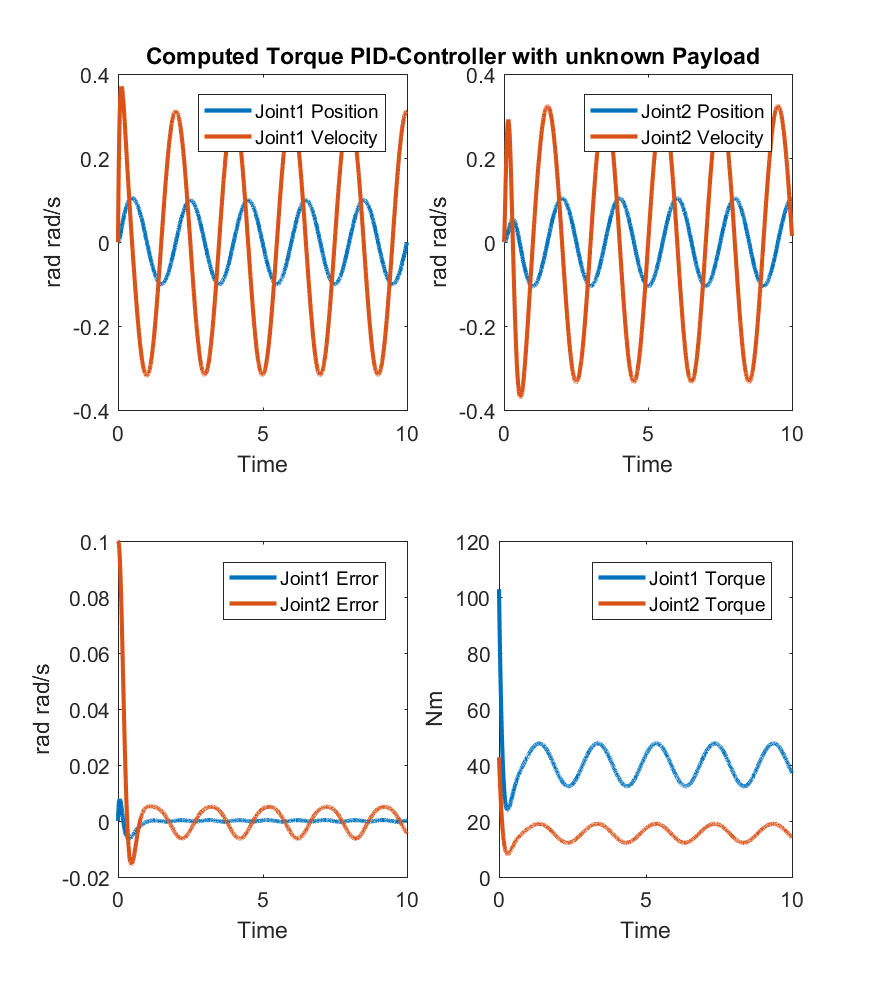 Computed Torque PID-Controller with unknown Payload
0.4
0.2
0
-0.2
-0.4
rad rad/s
Joint1 Position
Joint1 Velocity
0 5 10
Time
0.4
0.2
0
-0.2
-0.4
rad rad/s
Joint2 Position
Joint2 Velocity
0 5 10
Time
0.1
0.08
0.06
0.04
0.02
0
-0.02
rad rad/s
Joint1 Error
Joint2 Error
0 5 10
Time
120
100
80
60
40
20
0
Nm
Joint1 Torque
Joint2 Torque
0 5 10
Time